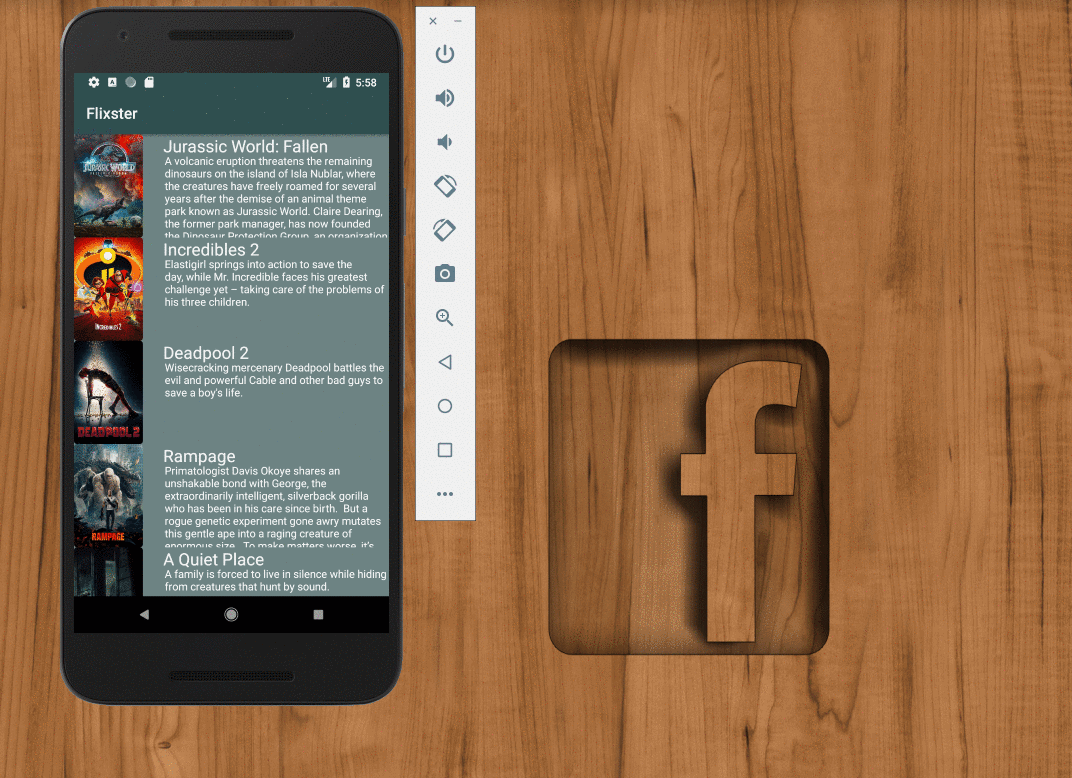 LTE
5:58
Flixster
JURASSIC WORLD
Jurassic World: Fallen
A volcanic eruption threatens the remaining
dinosaurs on the island of Isla Nublar, where
the creatures have freely roamed for several
years after the demise of an animal theme
park known as Jurassic World. Claire Dearing,
the former park manager, has now founded
the Dinosaur Protection Group, an organization
INCREDIBLES 2
Incredibles 2
Elastigirl springs into action to save the
day, while Mr. Incredible faces his greatest
challenge yet – taking care of the problems of
his three children.
DEADPOOL 2
Deadpool 2
Wisecracking mercenary Deadpool battles the
evil and powerful Cable and other bad guys to
save a boy's life.
RAMPAGE
Rampage
Primatologist Davis Okoye shares an
unshakable bond with George, the
extraordinarily intelligent, silverback gorilla
who has been in his care since birth.  But a
rogue genetic experiment gone awry mutates
this gentle ape into a raging creature of
enormous size.  To make matters worse, it's
A Quiet Place
A family is forced to live in silence while hiding
from creatures that hunt by sound.
f